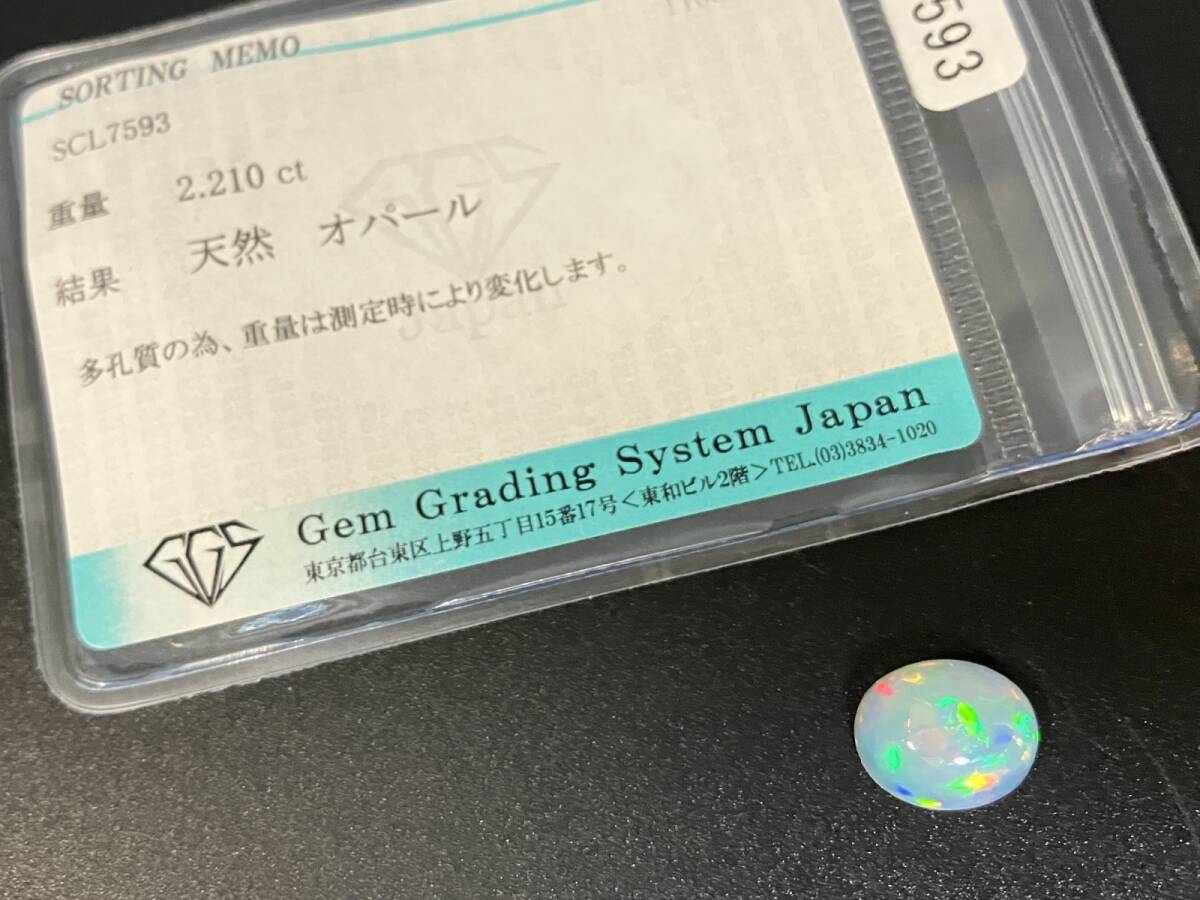 SORTING MEMO
593
SCL7593
重量 2.210 ct
結果 天然 オパール
多孔質の為、重量は測定時により変化します。
Japan
GGS
Gem Grading System Japan
東京都台東区上野五丁目15番17号<東和ビル2階>TEL.(03)3834-1020